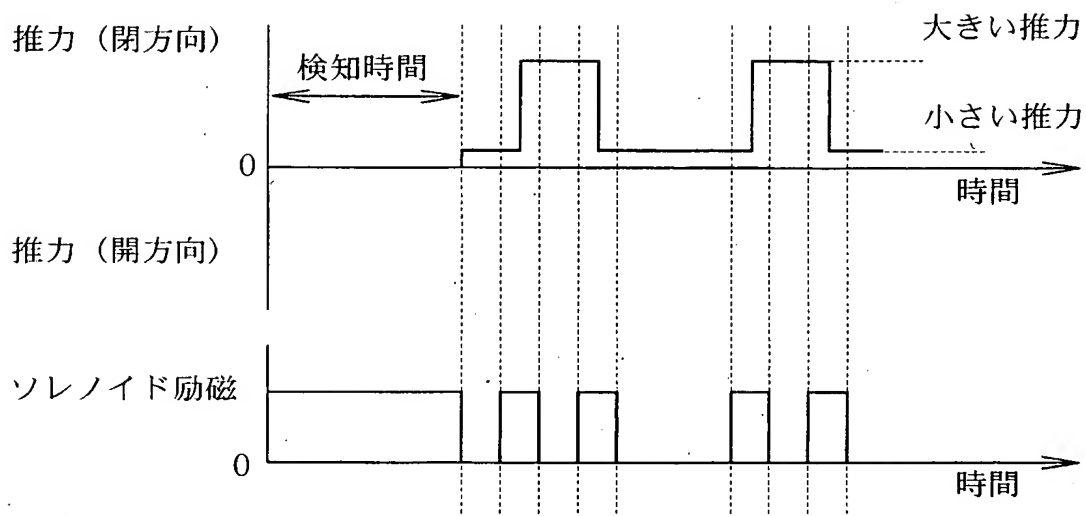 推力（閉方向）
大きい推力
検知時間
小さい推力
0
時間
推力（開方向）
ソレノイド励磁
0
時間